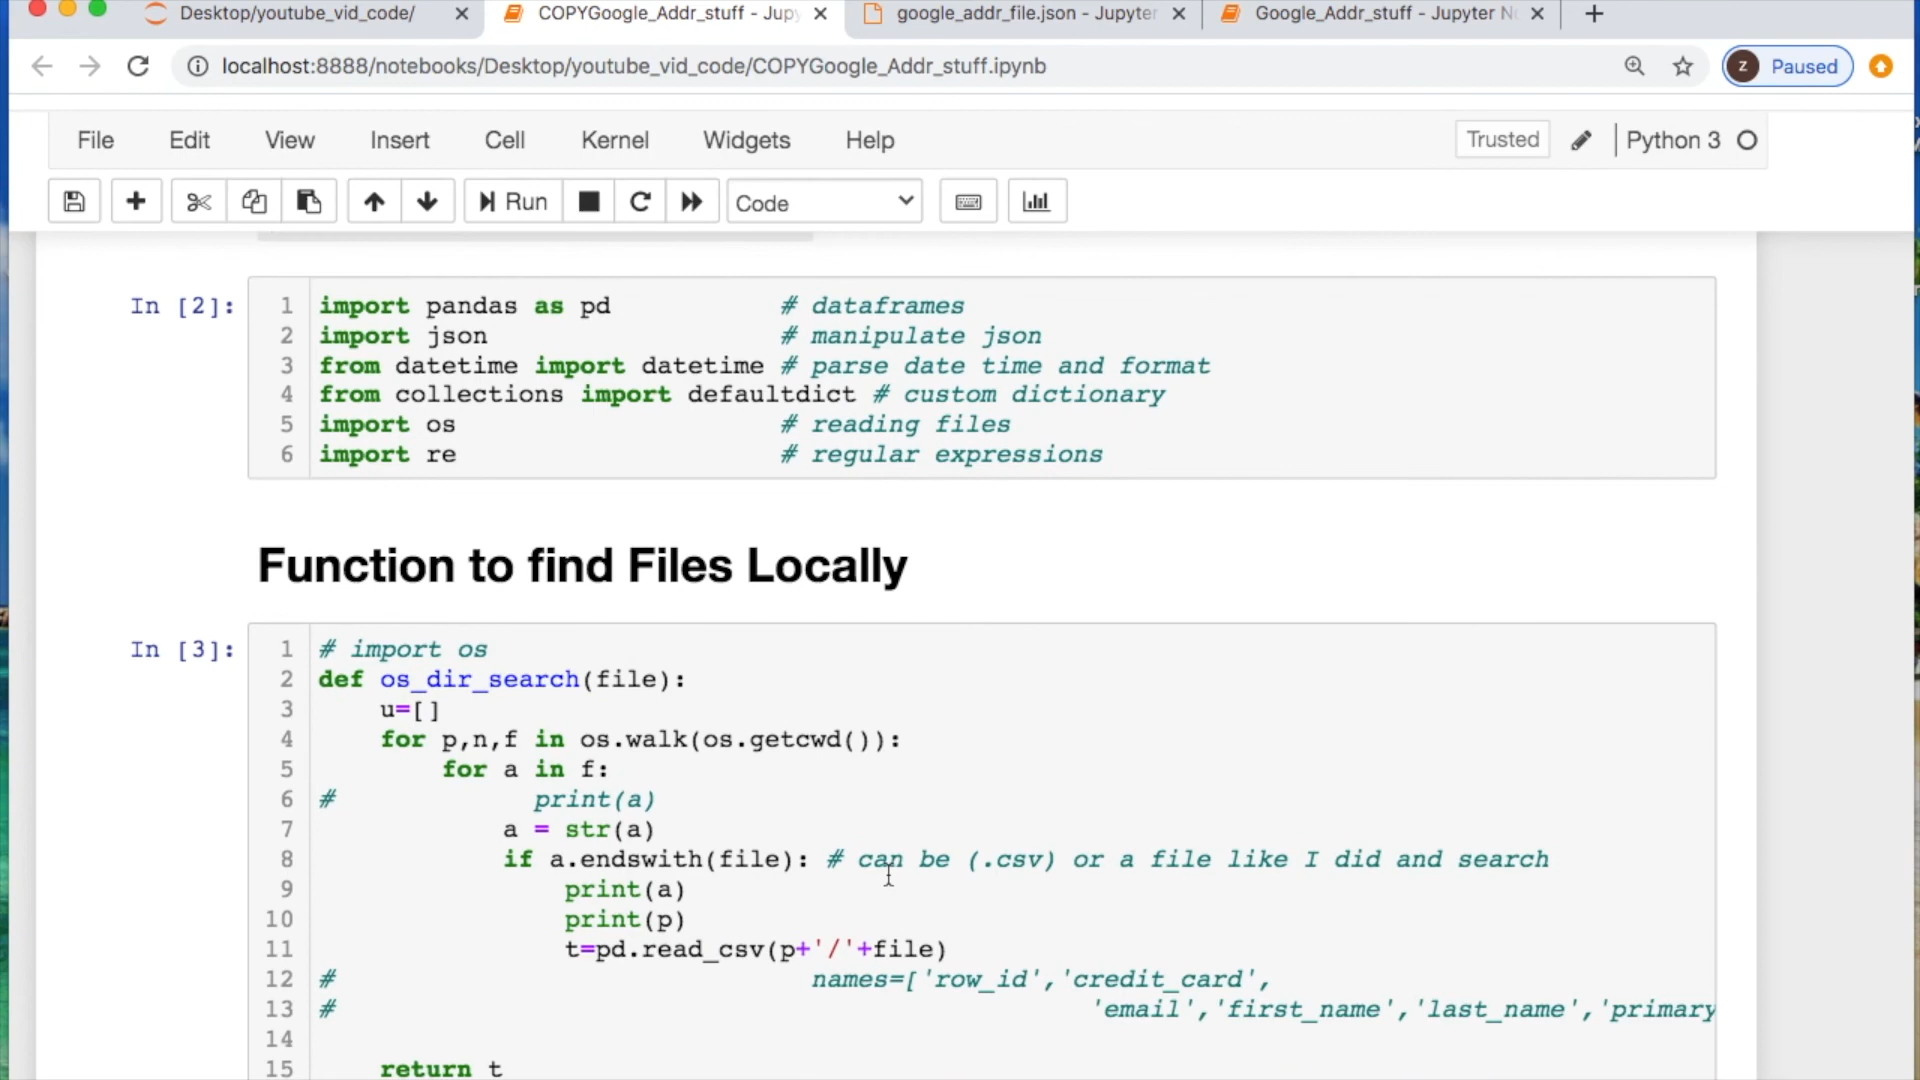 Desktop/youtube_vid_code/
COPYGoogle_Addr_stuff - Jupy
google_addr_file.json - Jupyter
Google_Addr_stuff - Jupyter N
localhost:8888/notebooks/Desktop/youtube_vid_code/COPYGoogle_Addr_stuff.ipynb
z Paused
File Edit View Insert Cell Kernel Widgets Help Trusted Python 3
Run Code
In [2]:
1 import pandas as pd # dataframes
2 import json # manipulate json
3 from datetime import datetime # parse date time and format
4 from collections import defaultdict # custom dictionary
5 import os # reading files
6 import re # regular expressions
Function to find Files Locally
In [3]:
1 # import os
2 def os_dir_search(file):
3 u=[]
4 for p,n,f in os.walk(os.getcwd()):
5 for a in f:
6 # print(a)
7 a = str(a)
8 if a.endswith(file): # can be (.csv) or a file like I did and search
9 print(a)
10 print(p)
11 t=pd.read_csv(p+'/'+file)
12 # names=['row_id','credit_card',
13 # 'email','first_name','last_name','primary
14
15 return t